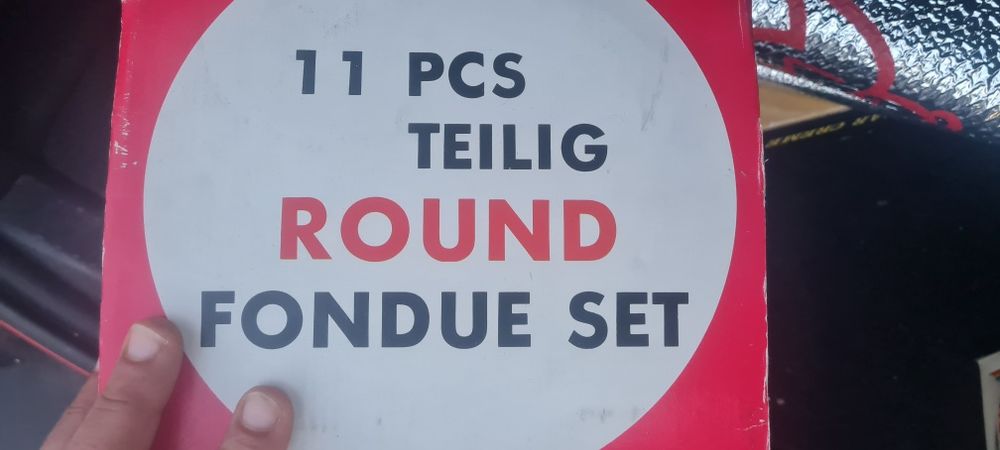 11 PCS
TEILIG
ROUND
FONDUE SET